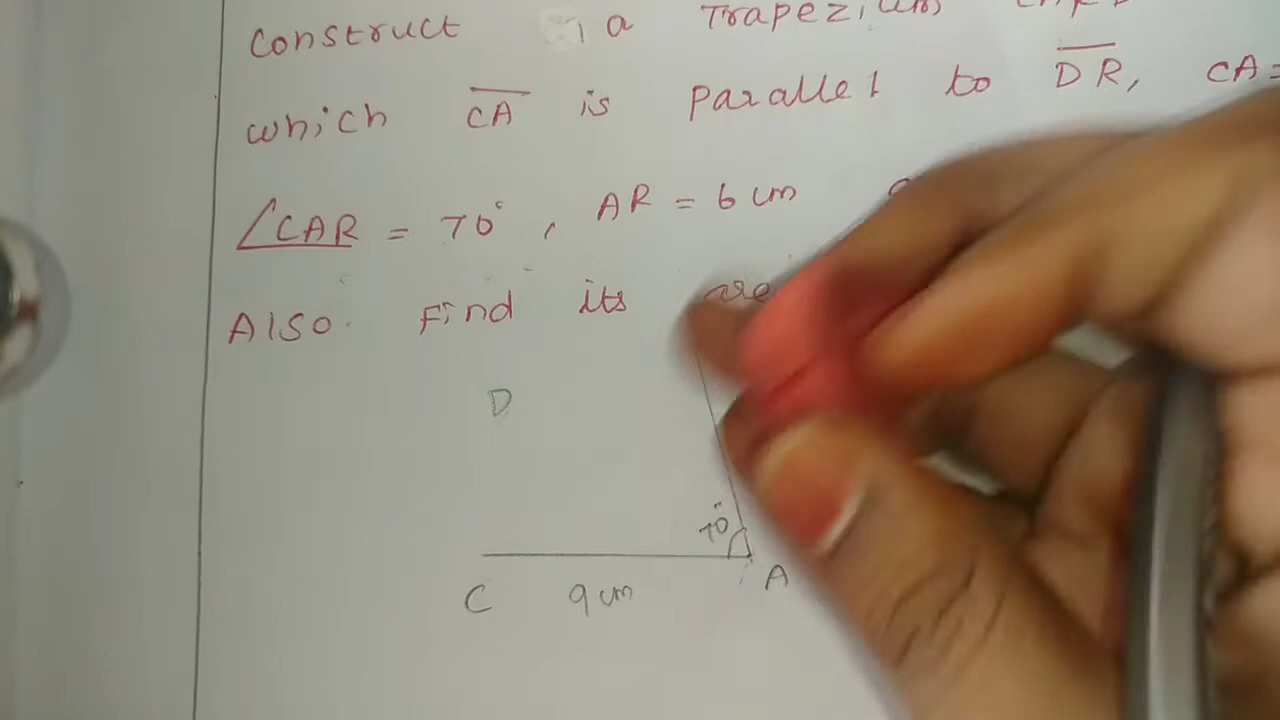 Construct a Trapezium
which CA is parallel to DR, CA=
∠CAR = 70°, AR = 6 cm
Also Find its are
D
70°
A
C 9 cm